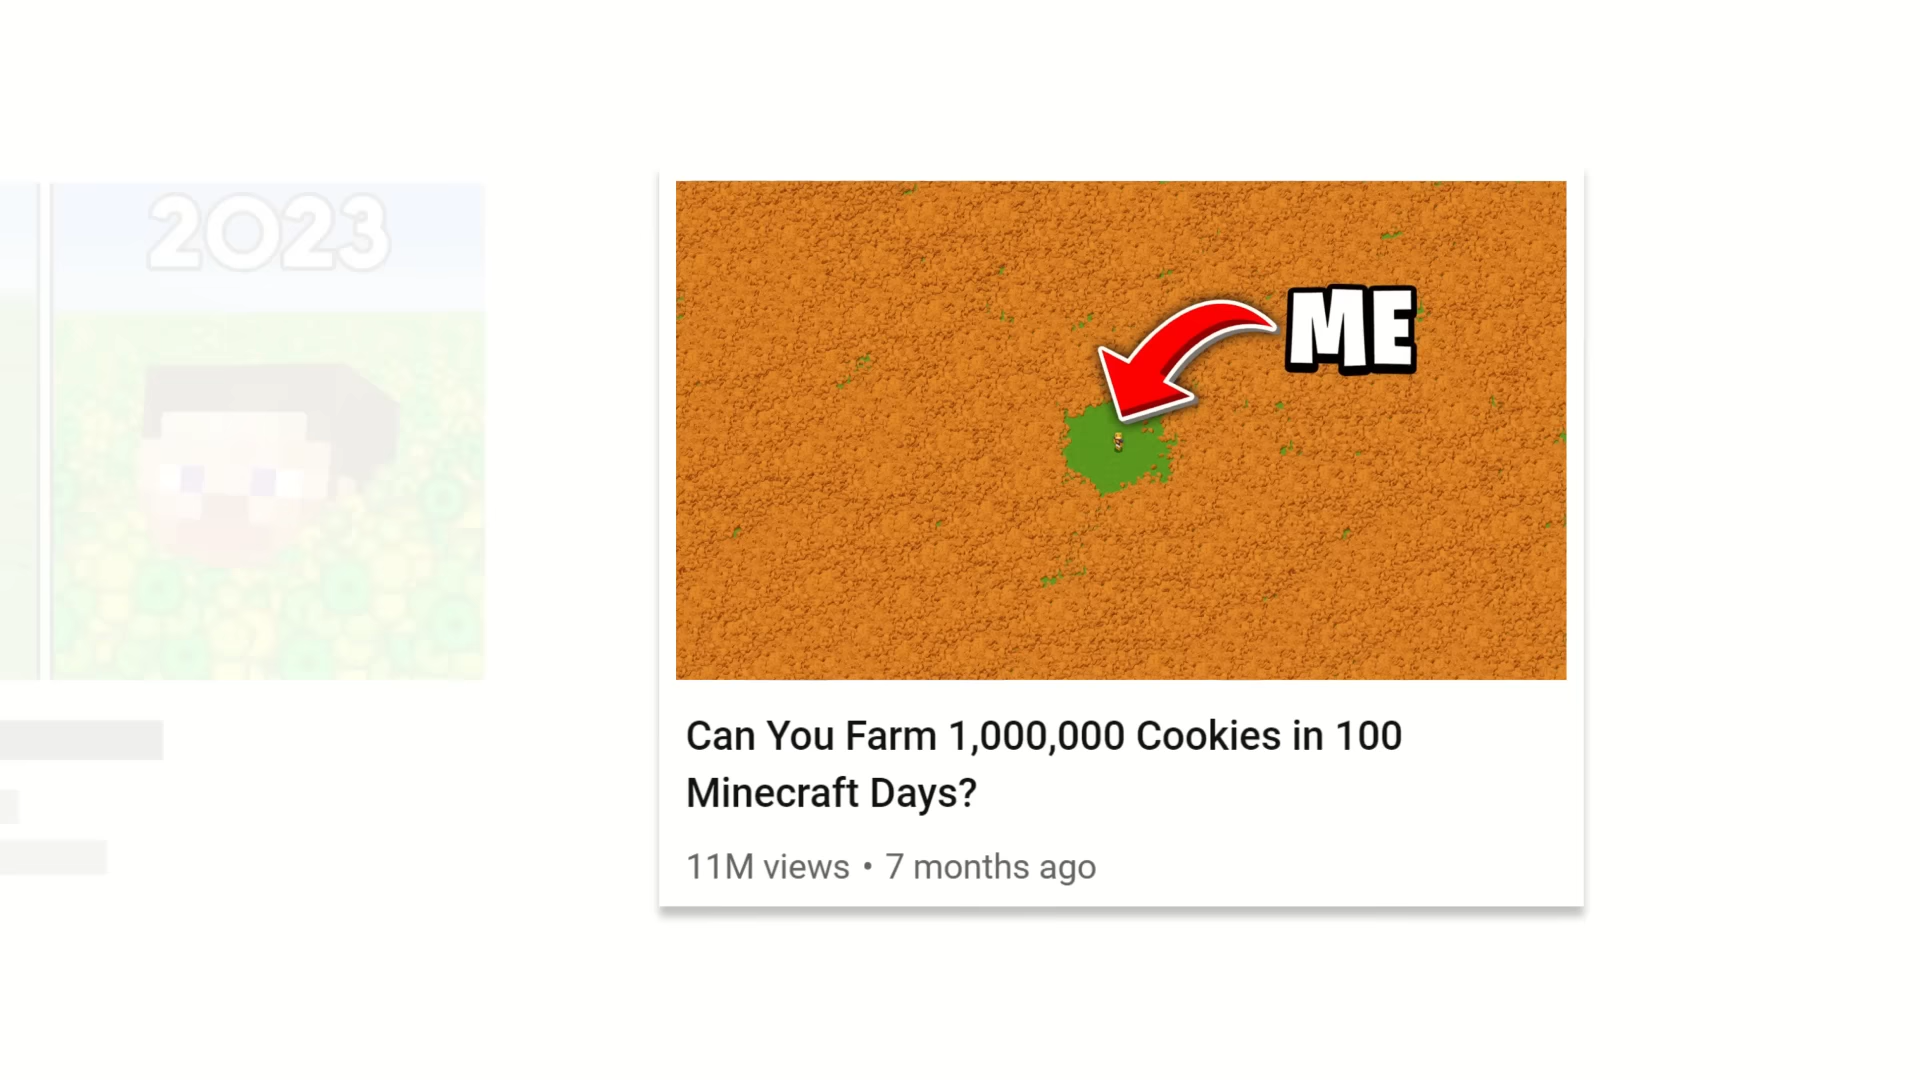 2023
ME
Can You Farm 1,000,000 Cookies in 100
Minecraft Days?
11M views • 7 months ago